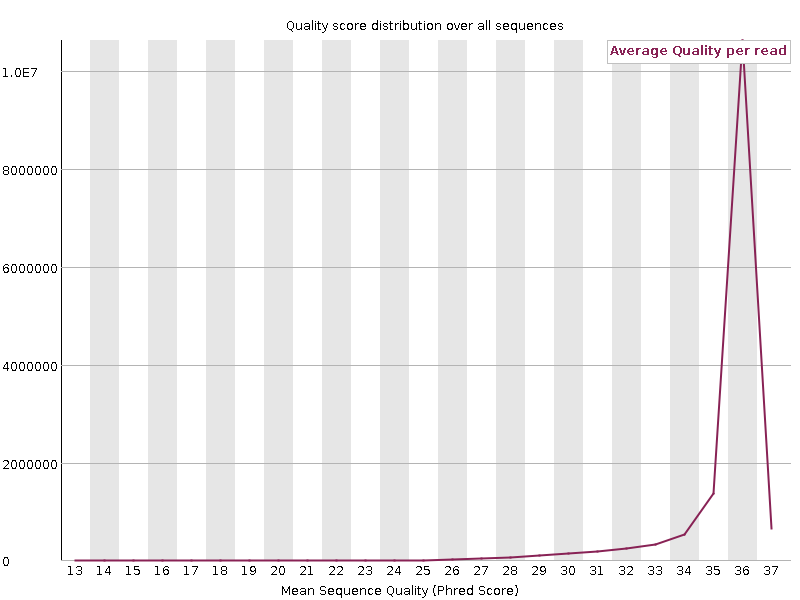 Quality score distribution over all sequences
Average Quality per read
1.0E7
8000000
6000000
4000000
2000000
0
13 14 15 16 17 18 19 20 21 22 23 24 25 26 27 28 29 30 31 32 33 34 35 36 37
Mean Sequence Quality (Phred Score)